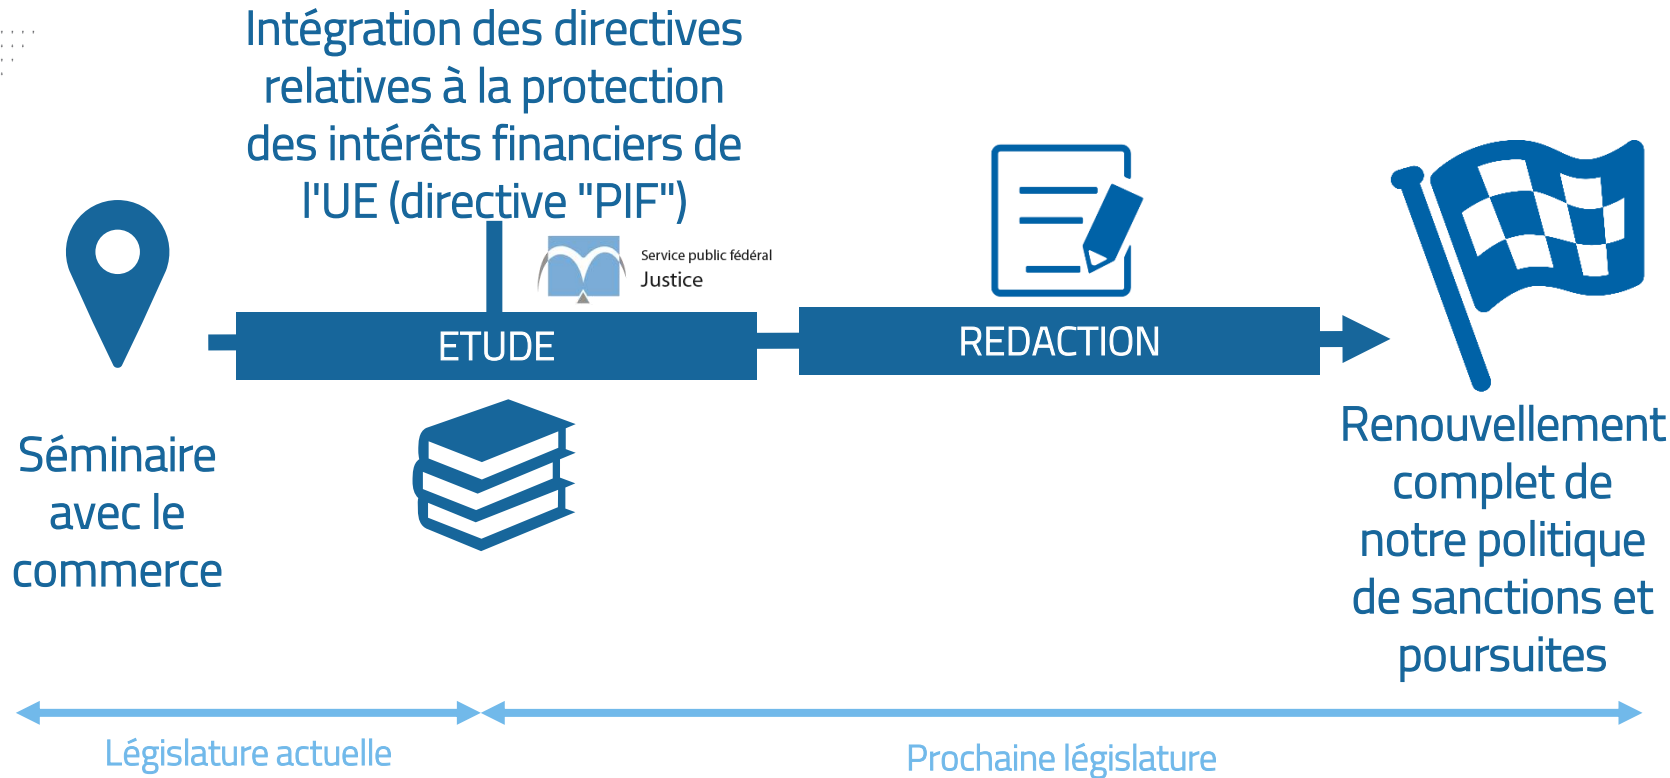 Intégration des directives
relatives à la protection
des intérêts financiers de
l'UE (directive "PIF")
Service public fédéral
Justice
ETUDE
REDACTION
Séminaire
avec le
commerce
Renouvellement
complet de
notre politique
de sanctions et
poursuites
Législature actuelle
Prochaine législature